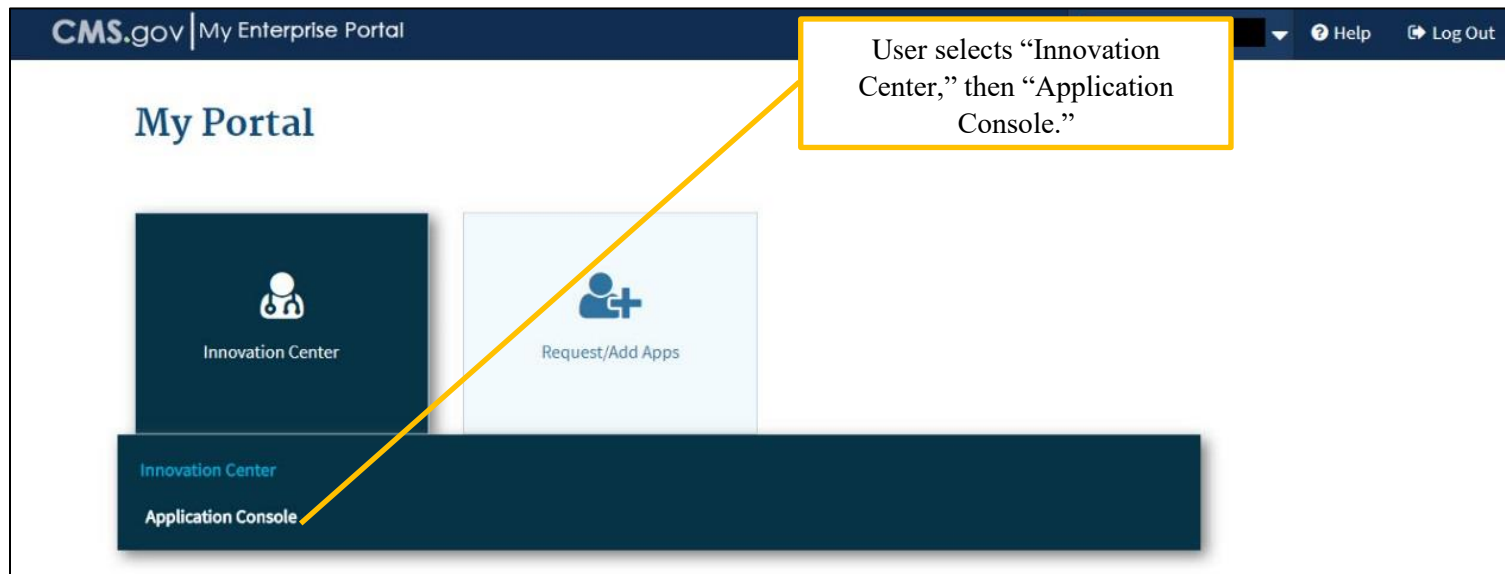 CMS.gov My Enterprise Portal
Help
Log Out
User selects “Innovation
Center,” then “Application
Console.”
My Portal
Innovation Center
Request/Add Apps
Innovation Center
Application Console